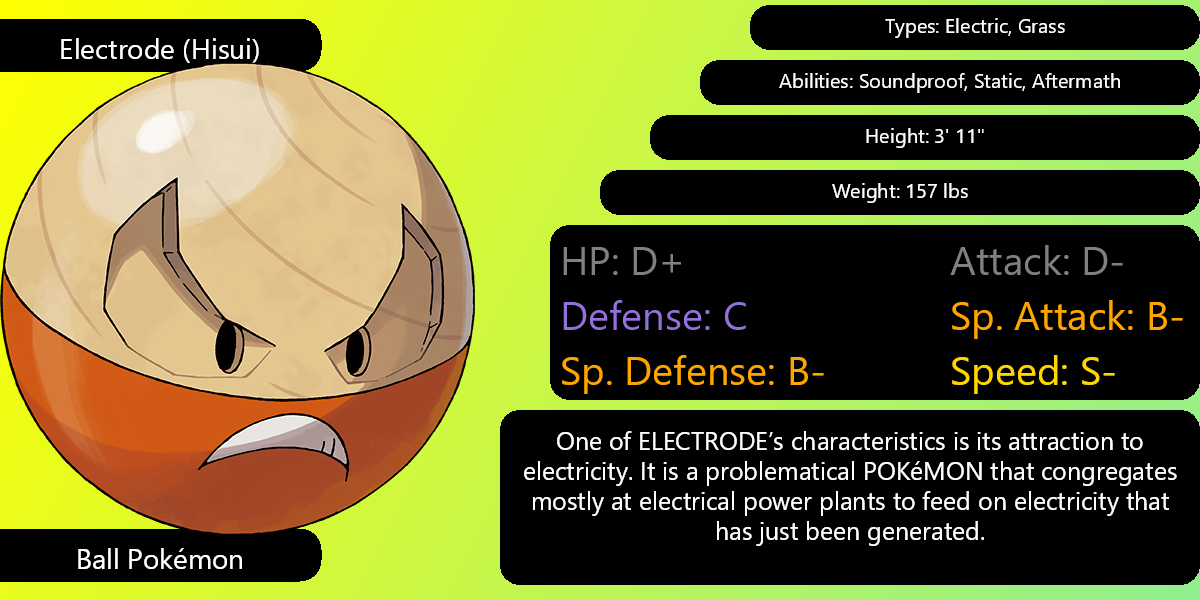 Electrode (Hisui)
Types: Electric, Grass
Abilities: Soundproof, Static, Aftermath
Height: 3' 11"
Weight: 157 lbs
HP: D+
Attack: D-
Defense: C
Sp. Attack: B-
Sp. Defense: B-
Speed: S-
One of ELECTRODE’s characteristics is its attraction to
electricity. It is a problematical POKéMON that congregates
mostly at electrical power plants to feed on electricity that
has just been generated.
Ball Pokémon